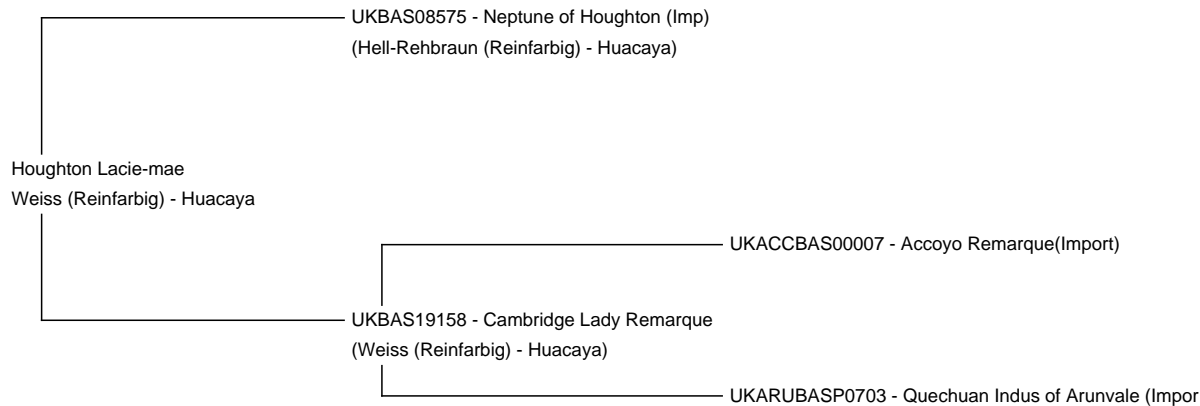 UKBAS08575 - Neptune of Houghton (Imp)
(Hell-Rehbraun (Reinfarbig) - Huacaya)
Houghton Lacie-mae
Weiss (Reinfarbig) - Huacaya
UKACCBAS00007 - Accoyo Remarque(Import)
UKBAS19158 - Cambridge Lady Remarque
(Weiss (Reinfarbig) - Huacaya)
UKARUBASP0703 - Quechuan Indus of Arunvale (Impor